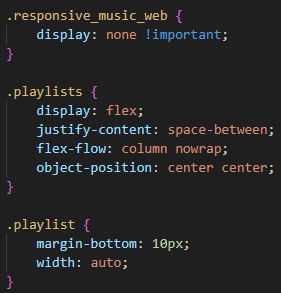 .responsive_music_web {
    display: none !important;
}

.playlists {
    display: flex;
    justify-content: space-between;
    flex-flow: column nowrap;
    object-position: center center;
}

.playlist {
    margin-bottom: 10px;
    width: auto;
}